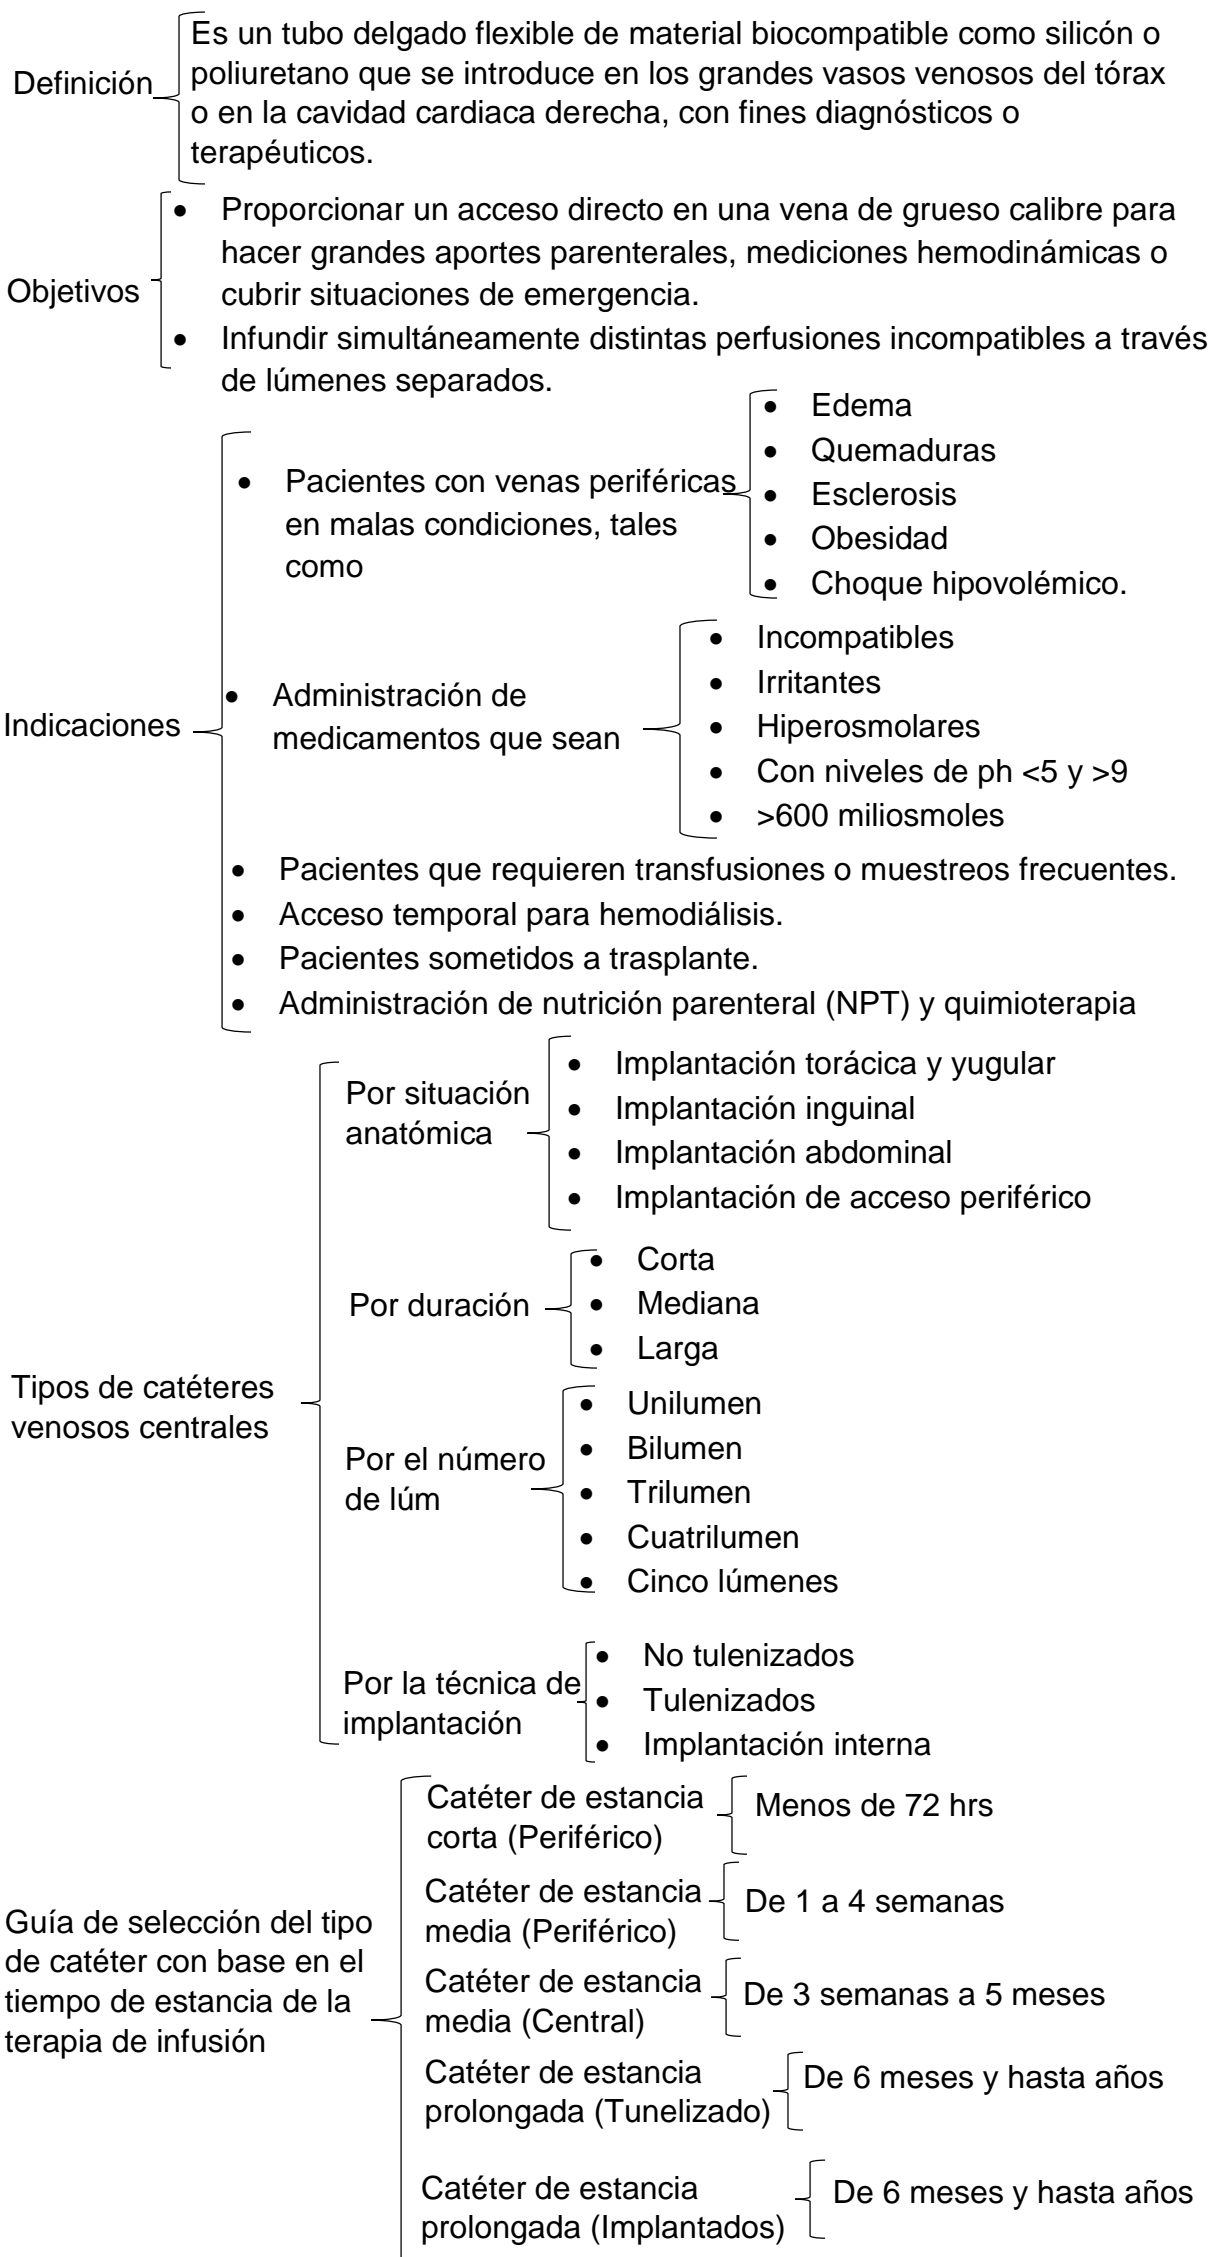 Definición
Es un tubo delgado flexible de material biocompatible como silicón o
poliuretano que se introduce en los grandes vasos venosos del tórax
o en la cavidad cardiaca derecha, con fines diagnósticos o
terapéuticos.
Objetivos
• Proporcionar un acceso directo en una vena de grueso calibre para
hacer grandes aportes parenterales, mediciones hemodinámicas o
cubrir situaciones de emergencia.
• Infundir simultáneamente distintas perfusiones incompatibles a través
de lúmenes separados.
Indicaciones
• Pacientes con venas periféricas
en malas condiciones, tales
como
• Edema
• Quemaduras
• Esclerosis
• Obesidad
• Choque hipovolémico.
• Administración de
medicamentos que sean
• Incompatibles
• Irritantes
• Hiperosmolares
• Con niveles de ph <5 y >9
• >600 miliosmoles
• Pacientes que requieren transfusiones o muestreos frecuentes.
• Acceso temporal para hemodiálisis.
• Pacientes sometidos a trasplante.
• Administración de nutrición parenteral (NPT) y quimioterapia
Tipos de catéteres
venosos centrales
Por situación
anatómica
• Implantación torácica y yugular
• Implantación inguinal
• Implantación abdominal
• Implantación de acceso periférico
Por duración
• Corta
• Mediana
• Larga
Por el número
de lúm
• Unilumen
• Bilumen
• Trilumen
• Cuatrilumen
• Cinco lúmenes
Por la técnica de
implantación
• No tulenizados
• Tulenizados
• Implantación interna
Guía de selección del tipo
de catéter con base en el
tiempo de estancia de la
terapia de infusión
Catéter de estancia
corta (Periférico)
Menos de 72 hrs
Catéter de estancia
media (Periférico)
De 1 a 4 semanas
Catéter de estancia
media (Central)
De 3 semanas a 5 meses
Catéter de estancia
prolongada (Tunelizado)
De 6 meses y hasta años
Catéter de estancia
prolongada (Implantados)
De 6 meses y hasta años